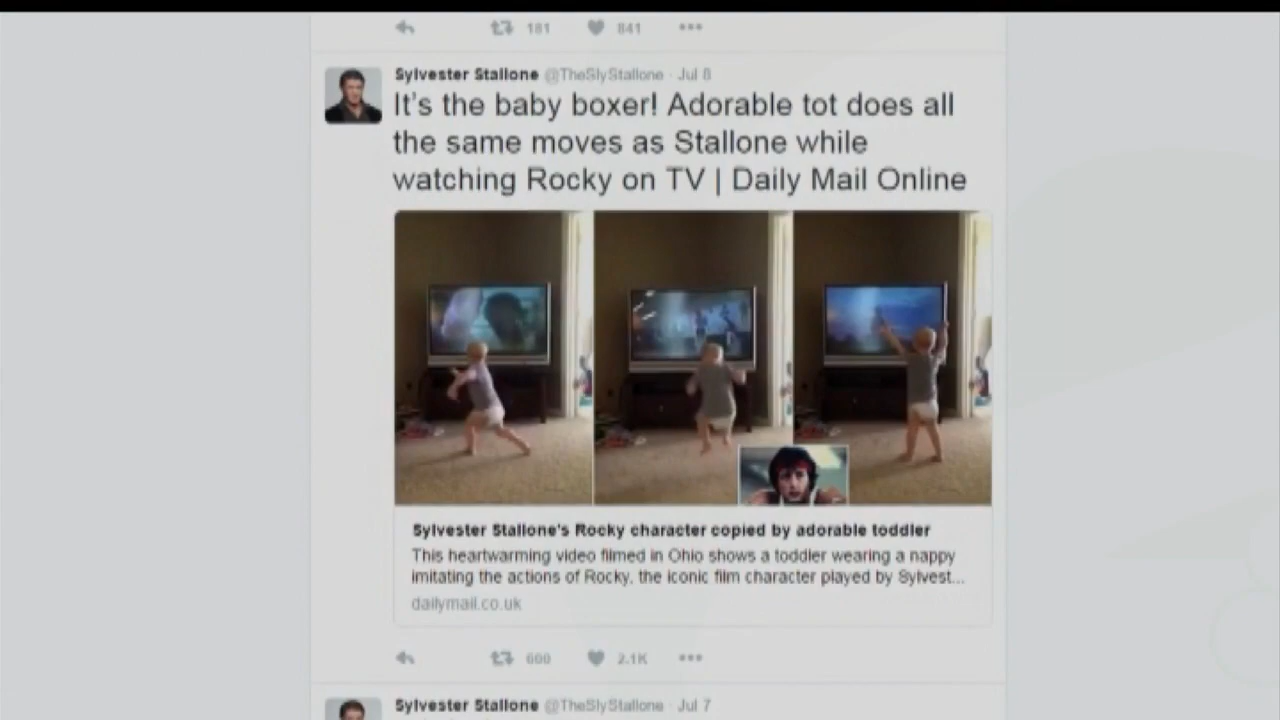 181 841
Sylvester Stallone @TheSlyStallone · Jul 8
It's the baby boxer! Adorable tot does all
the same moves as Stallone while
watching Rocky on TV | Daily Mail Online
Sylvester Stallone's Rocky character copied by adorable toddler
This heartwarming video filmed in Ohio shows a toddler wearing a nappy
imitating the actions of Rocky, the iconic film character played by Sylvest...
dailymail.co.uk
600 2.1K
Sylvester Stallone @TheSlyStallone · Jul 7